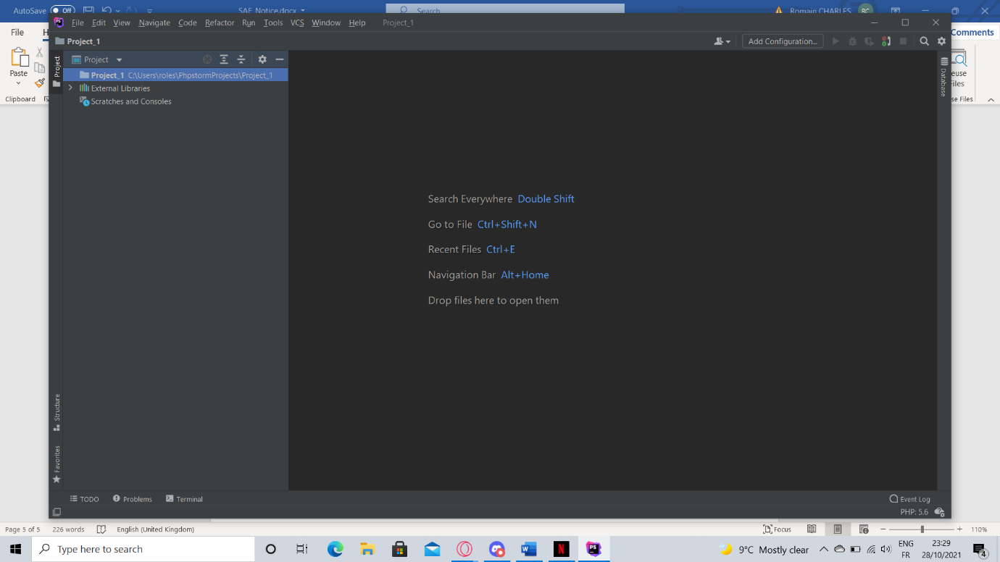 AutoSave Off SAE_Notice.docx Search Romain CHARLES RC
File Comments
PS File Edit View Navigate Code Refactor Run Tools VCS Window Help Project_1
Project_1 Add Configuration...
Paste
Clipboard
Project
Project
Project_1 C:\Users\roles\PhpstormProjects\Project_1
External Libraries
Scratches and Consoles
Database
Search Everywhere Double Shift
Go to File Ctrl+Shift+N
Recent Files Ctrl+E
Navigation Bar Alt+Home
Drop files here to open them
Structure
Favorites
TODO Problems Terminal Event Log
PHP: 5.6
Page 5 of 5 226 words English (United Kingdom) Focus 110%
Type here to search 9°C Mostly clear ENG 23:29
FR 28/10/2021 4